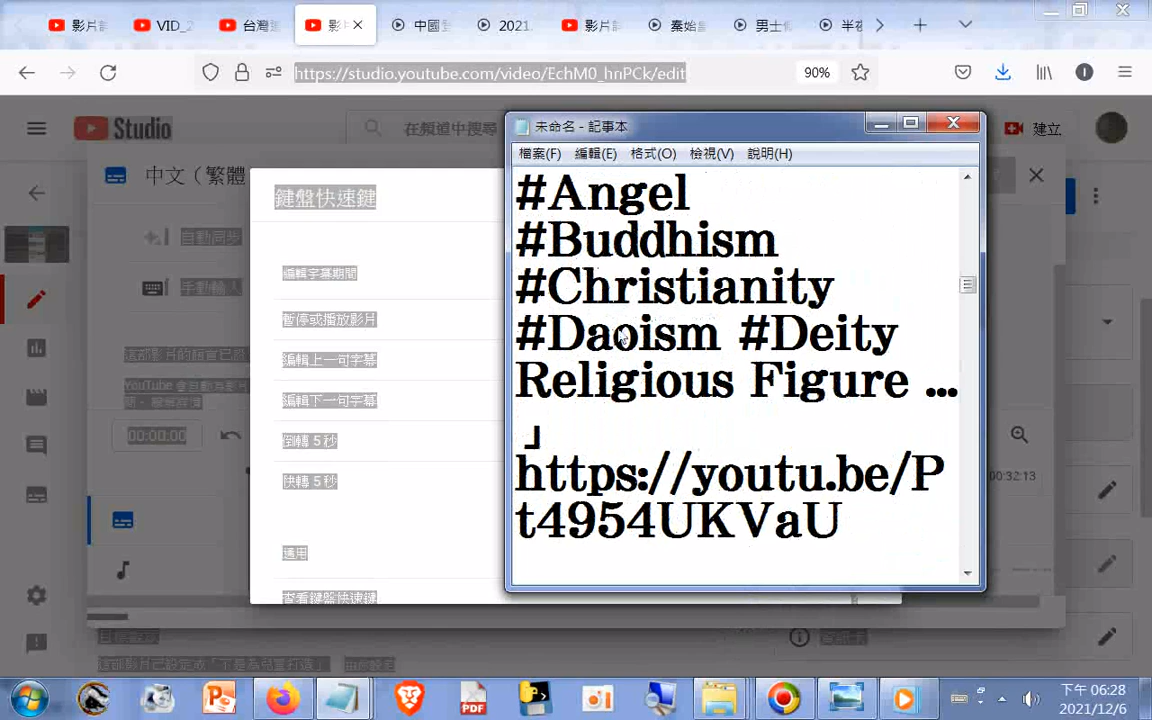 影片
VID_
台灣
影片
中國
2021
影片
秦始
男士
半夜
https://studio.youtube.com/video/EchM0_hnPCk/edit
90%
Studio
在頻道中搜尋
建立
未命名 - 記事本
檔案(F) 編輯(E) 格式(O) 檢視(V) 說明(H)
中文（繁體
鍵盤快速鍵
自動同步
手動輸入
編輯字幕期間
暫停或播放影片
編輯上一句字幕
編輯下一句字幕
倒轉 5 秒
快轉 5 秒
適用
查看鍵盤快速鍵
00:00:00
00:32:13
#Angel
#Buddhism
#Christianity
#Daoism #Deity
Religious Figure ...
」
https://youtu.be/P
t4954UKVaU
PDF
下午 06:28
2021/12/6